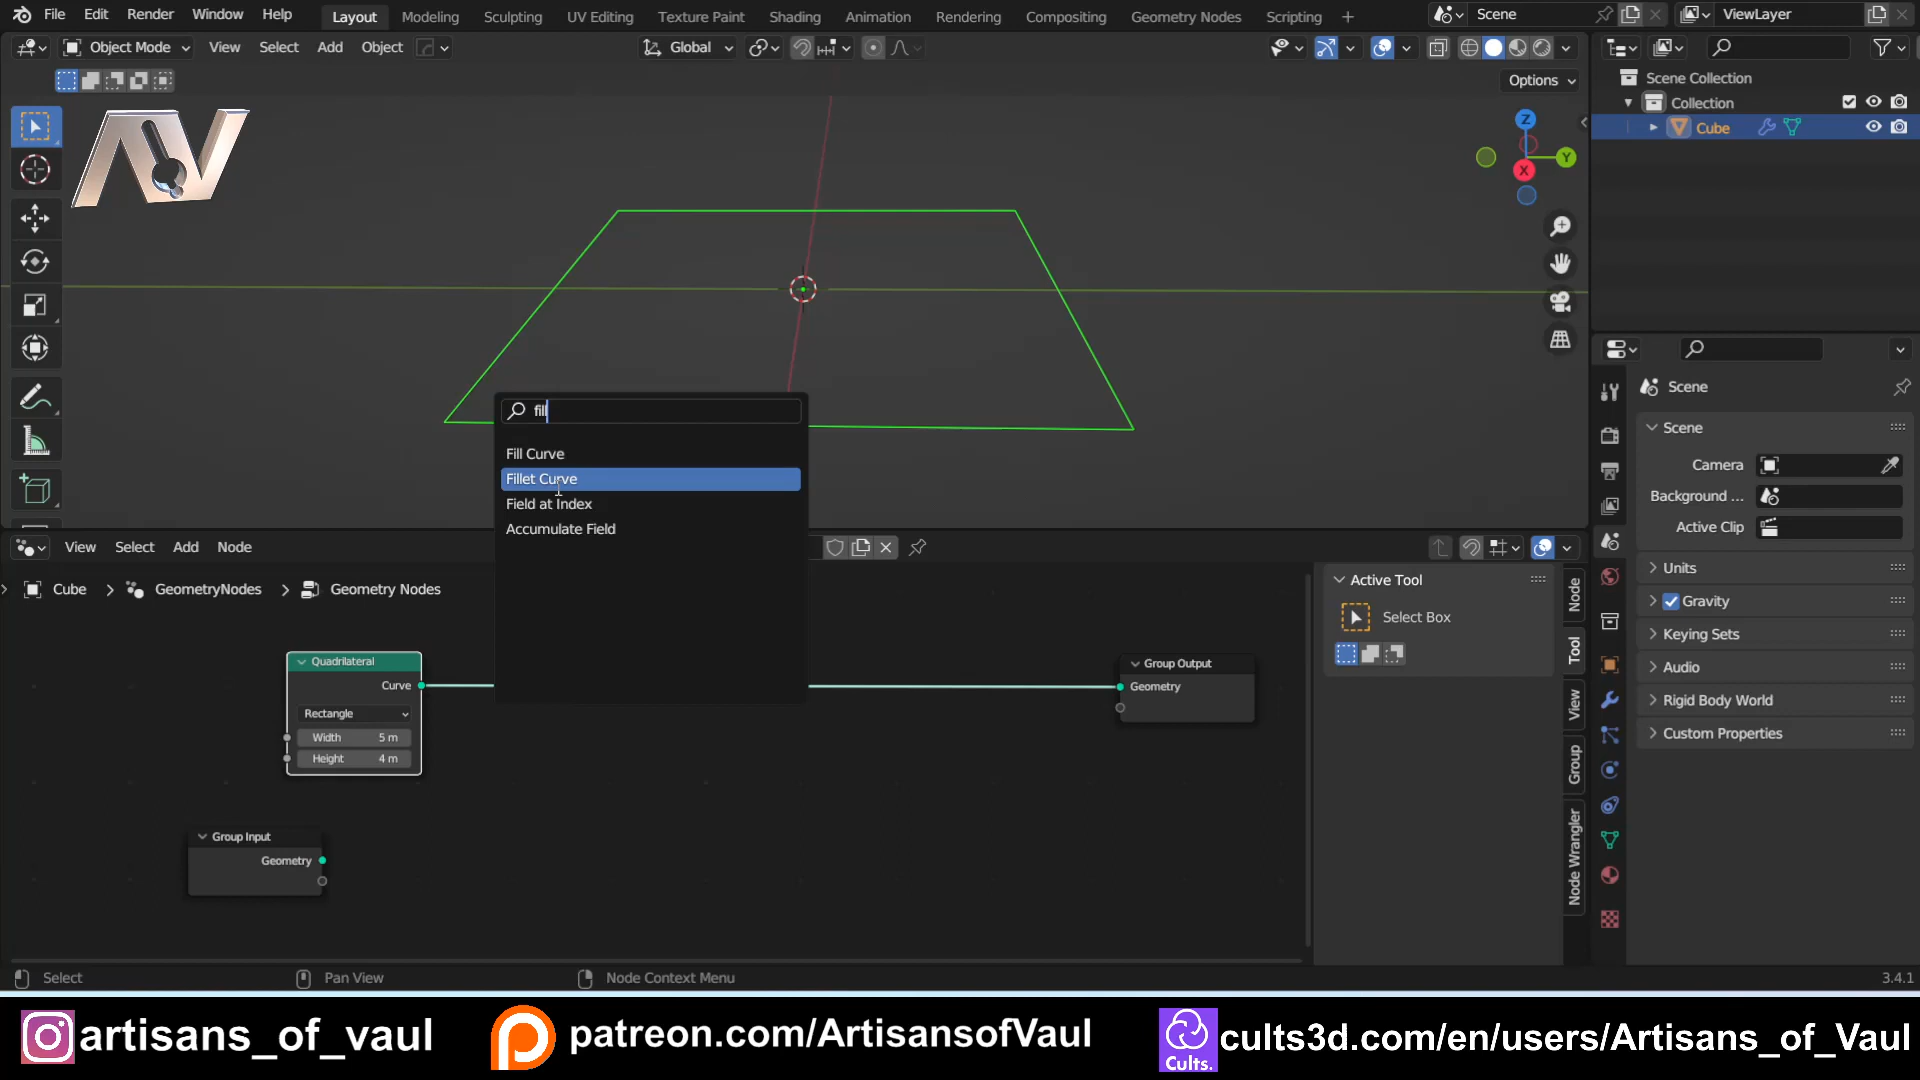 File Edit Render Window Help Layout Modeling Sculpting UV Editing Texture Paint Shading Animation Rendering Compositing Geometry Nodes Scripting + Scene ViewLayer
Object Mode View Select Add Object Global
Options
Scene Collection
Collection
Cube
Z
Y
X
fill
Fill Curve
Fillet Curve
Field at Index
Accumulate Field
Scene
Scene
Camera
Background ...
Active Clip
Units
Gravity
Keying Sets
Audio
Rigid Body World
Custom Properties
View Select Add Node
Cube > GeometryNodes > Geometry Nodes
Quadrilateral
Curve
Rectangle
Width 5 m
Height 4 m
Group Input
Geometry
Group Output
Geometry
Active Tool
Select Box
Node
Tool
View
Group
Node Wrangler
Select Pan View Node Context Menu 3.4.1
artisans_of_vaul patreon.com/ArtisansofVaul Cults. cults3d.com/en/users/Artisans_of_Vaul